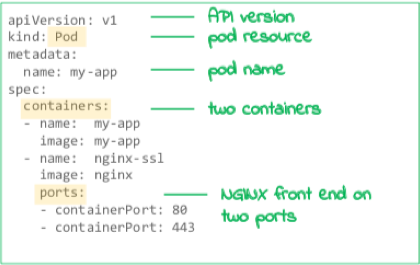 apiVersion: v1 API version
kind: Pod pod resource
metadata:
name: my-app pod name
spec:
containers: two containers
- name: my-app
image: my-app
- name: nginx-ssl
image: nginx
ports: NGINX front end on
- containerPort: 80 two ports
- containerPort: 443